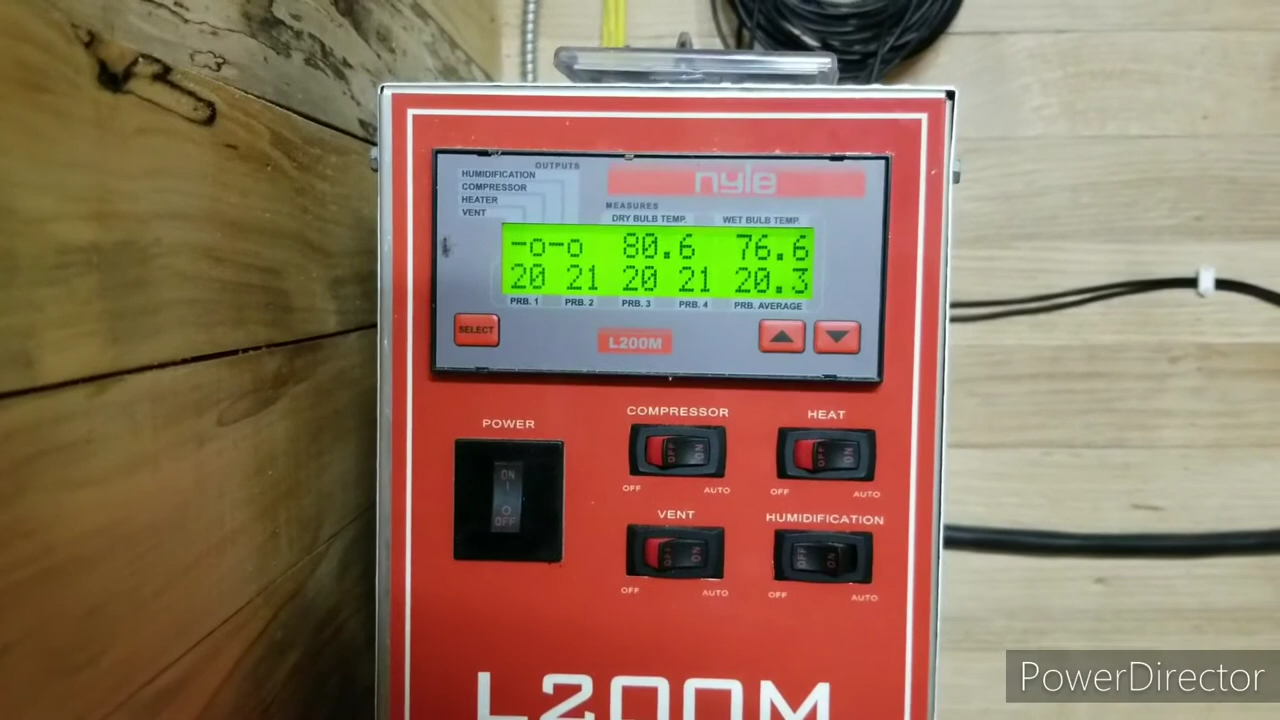 OUTPUTS
HUMIDIFICATION
COMPRESSOR
HEATER
VENT
nyle
MEASURES
DRY BULB TEMP. WET BULB TEMP.
-o-o 80.6 76.6
20 21 20 21 20.3
PRB. 1 PRB. 2 PRB. 3 PRB. 4 PRB. AVERAGE
SELECT
L200M
POWER
ON
I
O
OFF
COMPRESSOR
OFF ON
OFF AUTO
HEAT
OFF ON
OFF AUTO
VENT
OFF ON
OFF AUTO
HUMIDIFICATION
OFF ON
OFF AUTO
L200M
PowerDirector